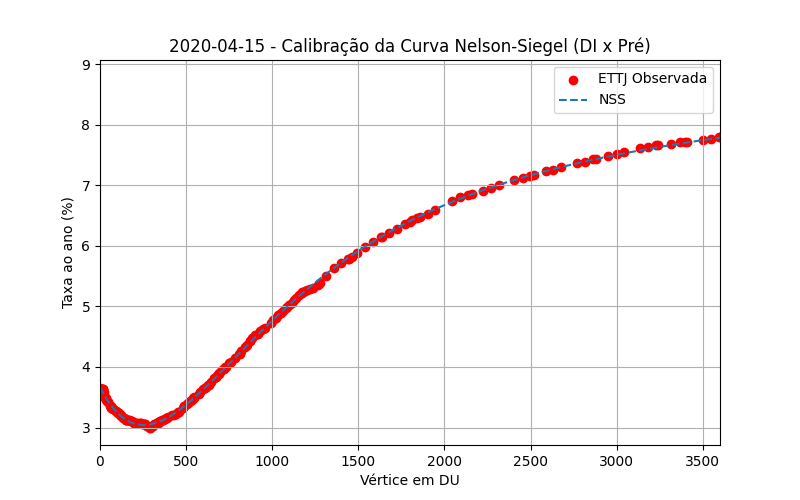 2020-04-15 - Calibração da Curva Nelson-Siegel (DI x Pré)
9
8
7
6
5
4
3
Taxa ao ano (%)
ETTJ Observada
NSS
0 500 1000 1500 2000 2500 3000 3500
Vértice em DU